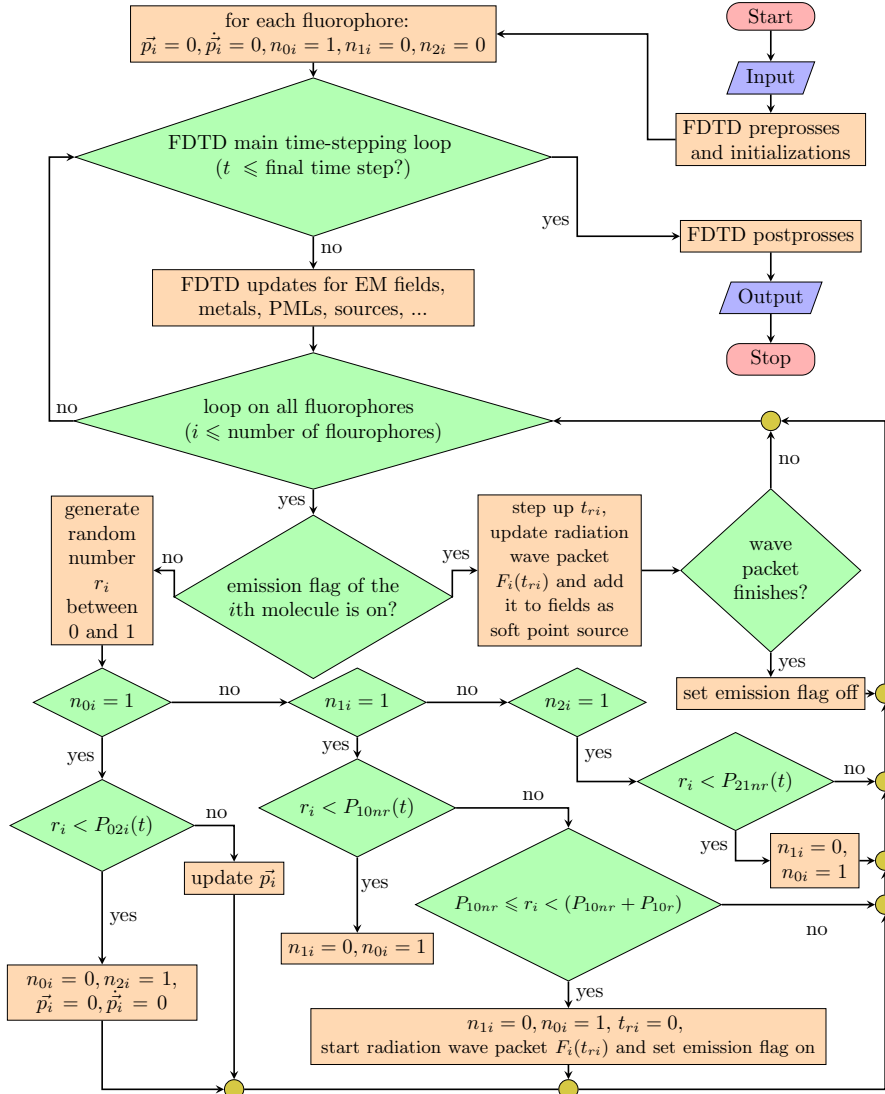 for each fluorophore:
$\vec{p_i} = 0, \dot{\vec{p_i}} = 0, n_{0i} = 1, n_{1i} = 0, n_{2i} = 0$
Start
Input
FDTD preprosses
and initializations
FDTD main time-stepping loop
($t$ ⩽ final time step?)
yes
no
FDTD postprosses
Output
Stop
FDTD updates for EM fields,
metals, PMLs, sources, ...
loop on all fluorophores
($i$ ⩽ number of flourophores)
no
yes
generate
random
number
$r_i$
between
0 and 1
no
emission flag of the
$i$th molecule is on?
yes
step up $t_{ri}$,
update radiation
wave packet
$F_i(t_{ri})$ and add
it to fields as
soft point source
wave
packet
finishes?
no
yes
set emission flag off
$n_{0i} = 1$
no
$n_{1i} = 1$
no
$n_{2i} = 1$
yes
yes
yes
$r_i < P_{02i}(t)$
no
update $\vec{p_i}$
yes
$n_{0i} = 0, n_{2i} = 1,$
$\vec{p_i} = 0, \dot{\vec{p_i}} = 0$
$r_i < P_{10nr}(t)$
no
yes
$n_{1i} = 0, n_{0i} = 1$
$r_i < P_{21nr}(t)$
no
yes
$n_{1i} = 0,$
$n_{0i} = 1$
$P_{10nr} ⩽ r_i < (P_{10nr} + P_{10r})$
no
yes
$n_{1i} = 0, n_{0i} = 1, t_{ri} = 0,$
start radiation wave packet $F_i(t_{ri})$ and set emission flag on